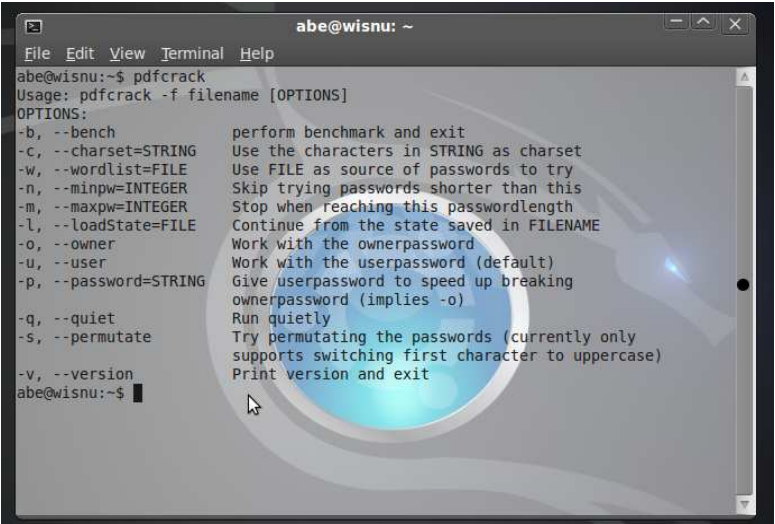 abe@wisnu: ~
File Edit View Terminal Help
abe@wisnu:~$ pdfcrack
Usage: pdfcrack -f filename [OPTIONS]
OPTIONS:
-b, --bench perform benchmark and exit
-c, --charset=STRING Use the characters in STRING as charset
-w, --wordlist=FILE Use FILE as source of passwords to try
-n, --minpw=INTEGER Skip trying passwords shorter than this
-m, --maxpw=INTEGER Stop when reaching this passwordlength
-l, --loadState=FILE Continue from the state saved in FILENAME
-o, --owner Work with the ownerpassword
-u, --user Work with the userpassword (default)
-p, --password=STRING Give userpassword to speed up breaking
ownerpassword (implies -o)
-q, --quiet Run quietly
-s, --permutate Try permutating the passwords (currently only
supports switching first character to uppercase)
-v, --version Print version and exit
abe@wisnu:~$